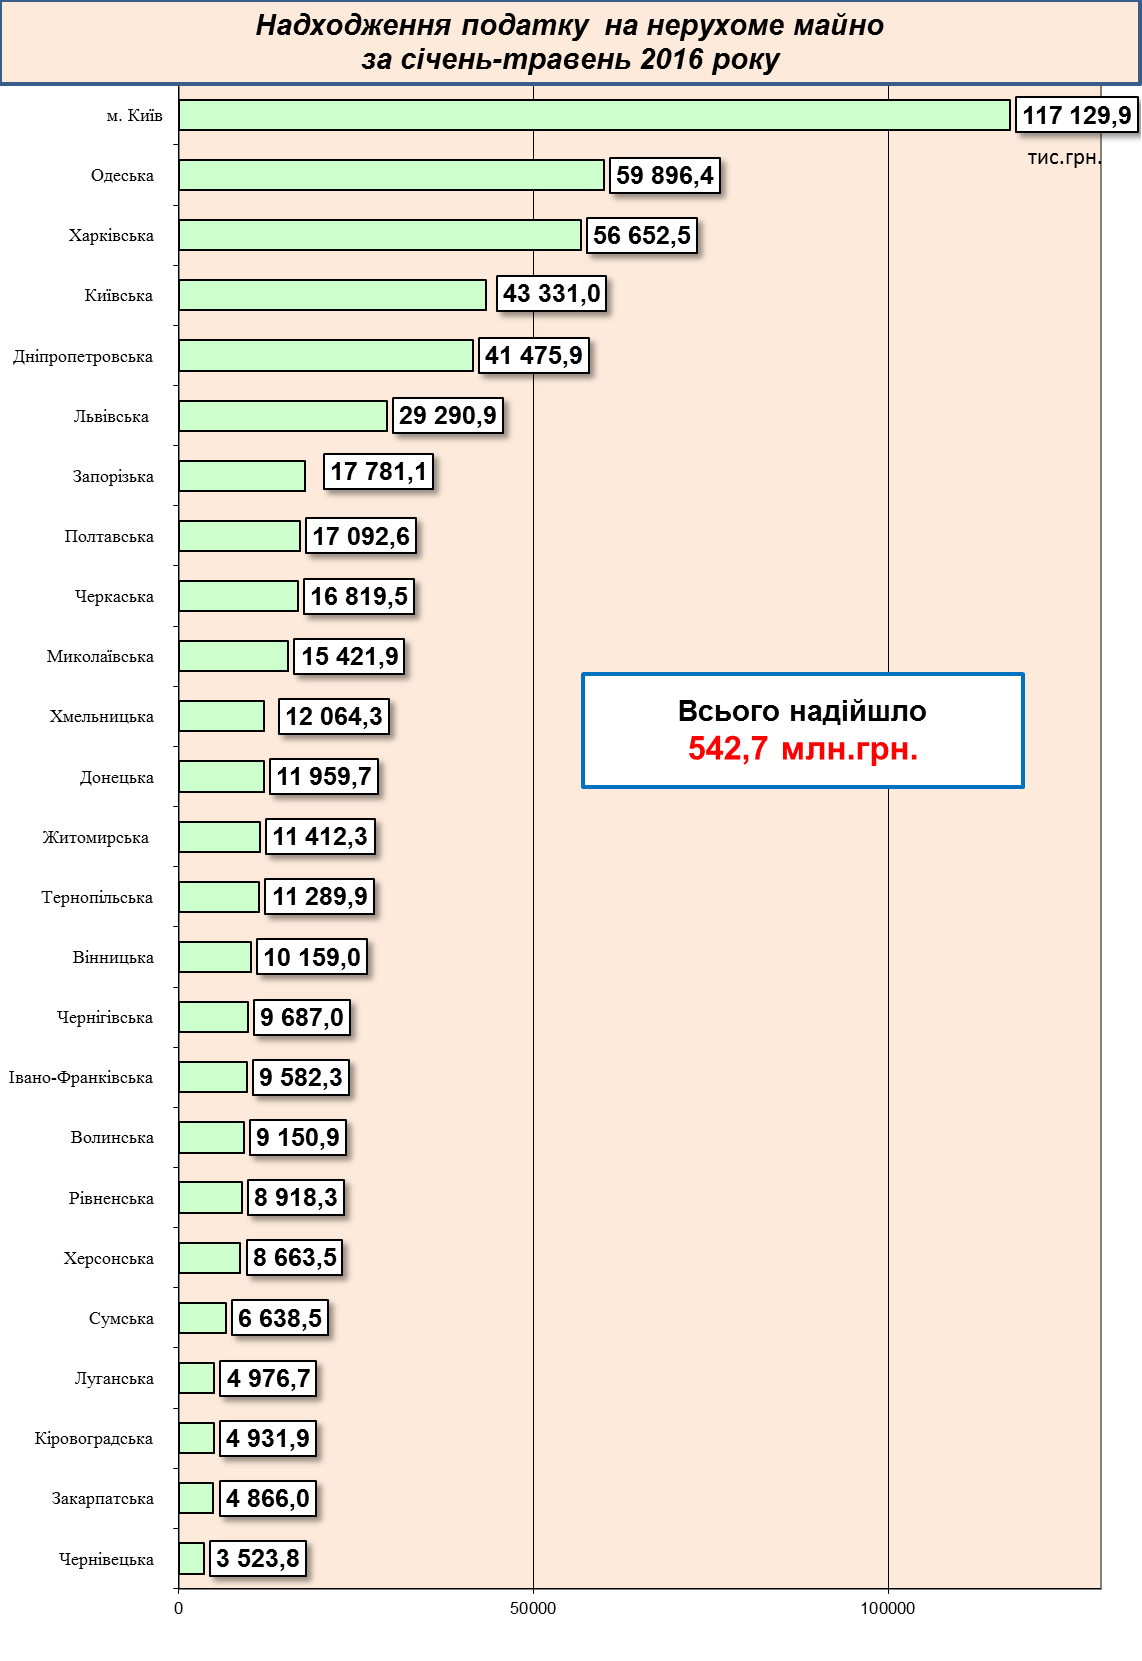 Надходження податку  на нерухоме майно
за січень-травень 2016 року
м. Київ 117 129,9
тис.грн.
Одеська 59 896,4
Харківська 56 652,5
Київська 43 331,0
Дніпропетровська 41 475,9
Львівська 29 290,9
Запорізька 17 781,1
Полтавська 17 092,6
Черкаська 16 819,5
Миколаївська 15 421,9
Хмельницька 12 064,3
Всього надійшло
542,7 млн.грн.
Донецька 11 959,7
Житомирська 11 412,3
Тернопільська 11 289,9
Вінницька 10 159,0
Чернігівська 9 687,0
Івано-Франківська 9 582,3
Волинська 9 150,9
Рівненська 8 918,3
Херсонська 8 663,5
Сумська 6 638,5
Луганська 4 976,7
Кіровоградська 4 931,9
Закарпатська 4 866,0
Чернівецька 3 523,8
0 50000 100000